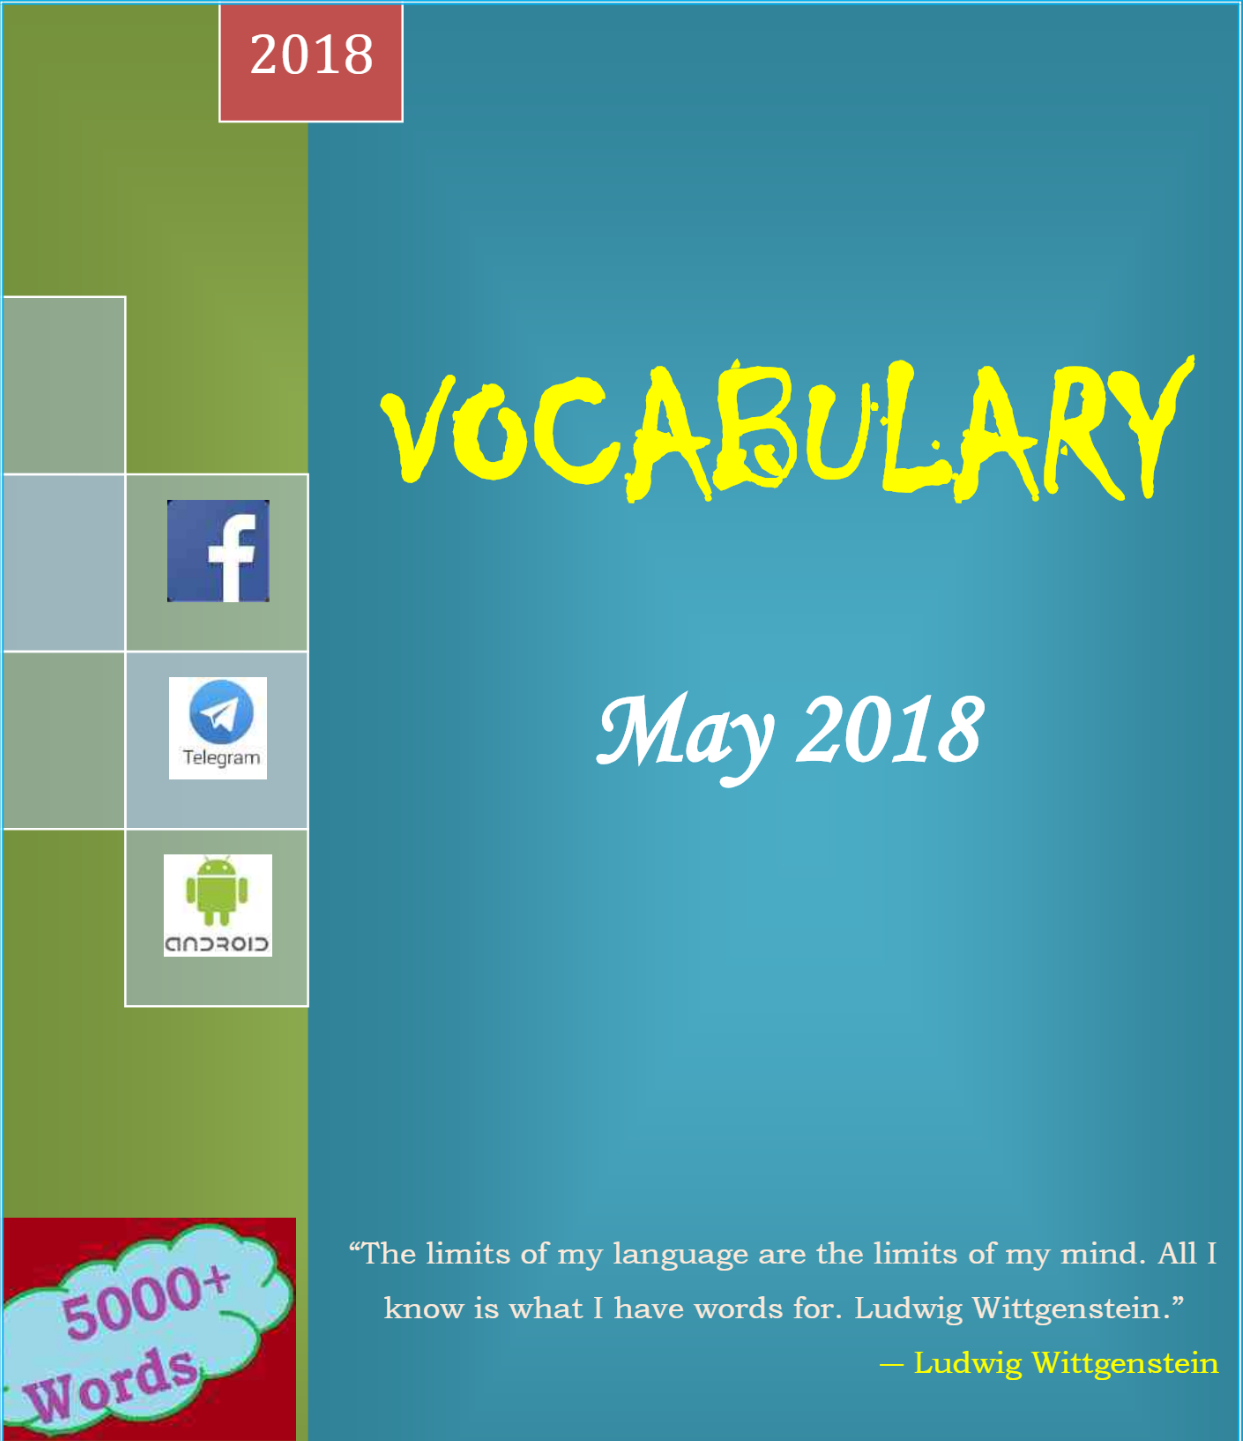 2018
VOCABULARY
May 2018
Telegram
ANDROID
5000+
Words
“The limits of my language are the limits of my mind. All I
know is what I have words for. Ludwig Wittgenstein.”
— Ludwig Wittgenstein